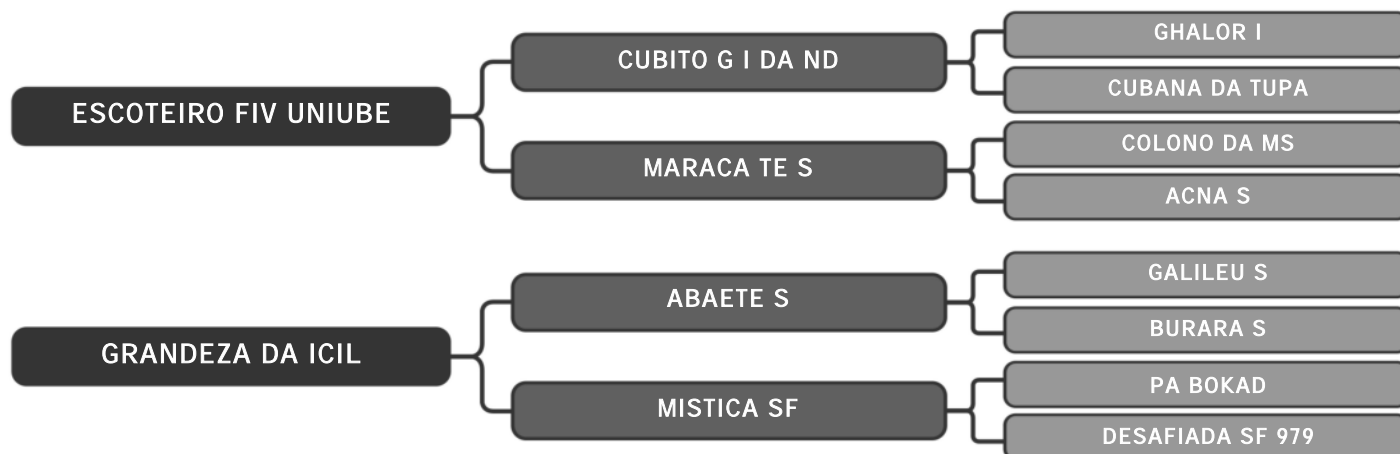 ESCOTEIRO FIV UNIUBE
CUBITO G I DA ND
GHALOR I
CUBANA DA TUPA
MARACA TE S
COLONO DA MS
ACNA S
GRANDEZA DA ICIL
ABAETE S
GALILEU S
BURARA S
MISTICA SF
PA BOKAD
DESAFIADA SF 979